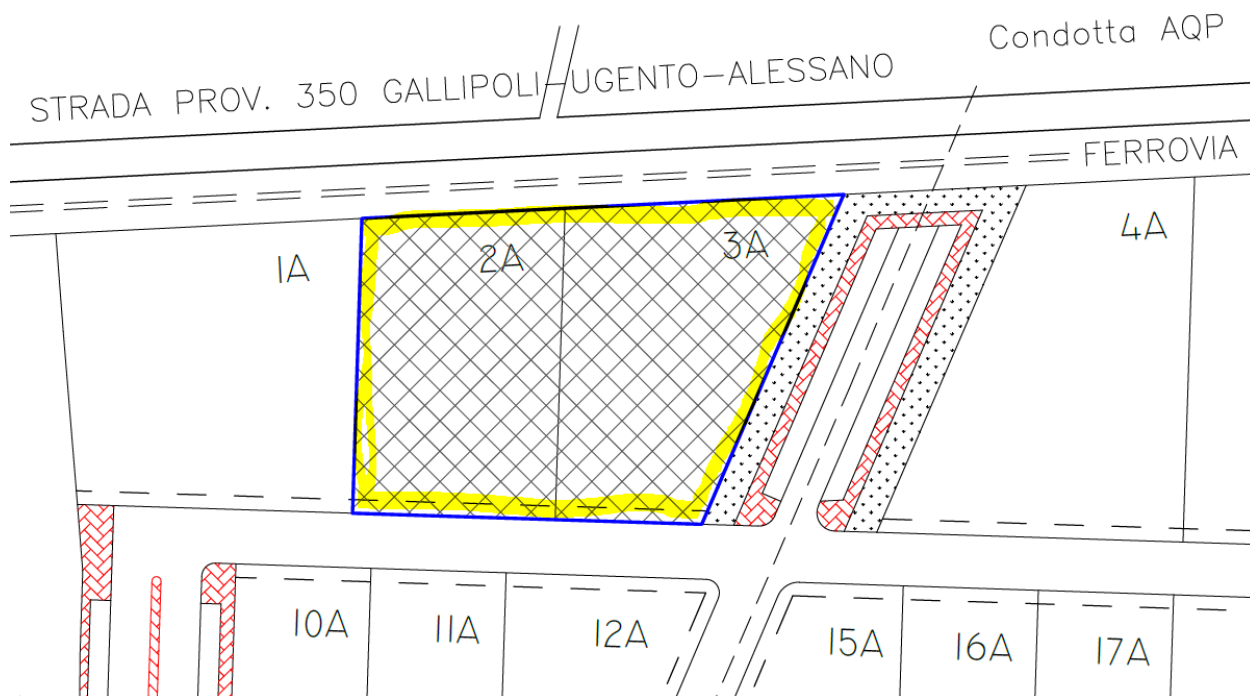 Condotta AQP
STRADA PROV. 350 GALLIPOLI-UGENTO-ALESSANO
FERROVIA
1A
2A
3A
4A
10A
11A
12A
15A
16A
17A